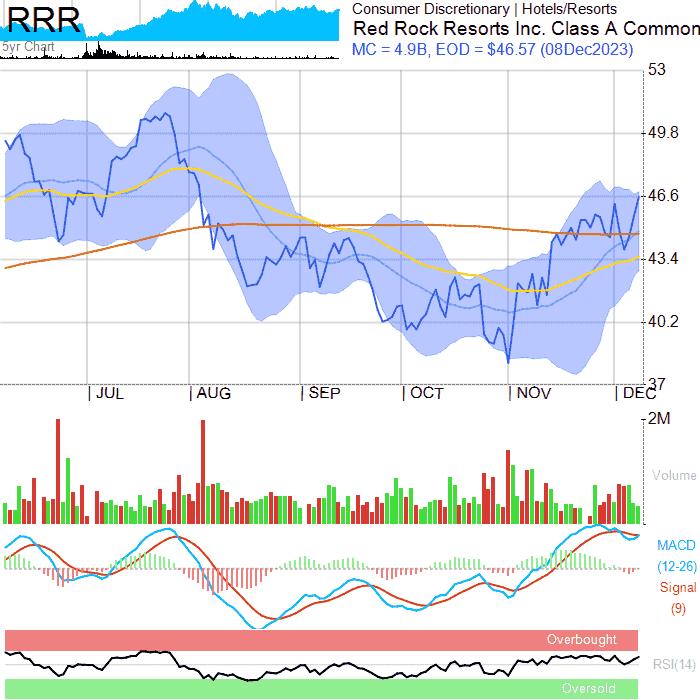 RRR
5yr Chart
Consumer Discretionary | Hotels/Resorts
Red Rock Resorts Inc. Class A Common
MC = 4.9B, EOD = $46.57 (08Dec2023)
53
49.8
46.6
43.4
40.2
37
JUL AUG SEP OCT NOV DEC
2M
Volume
MACD
(12-26)
Signal
(9)
Overbought
RSI(14)
Oversold